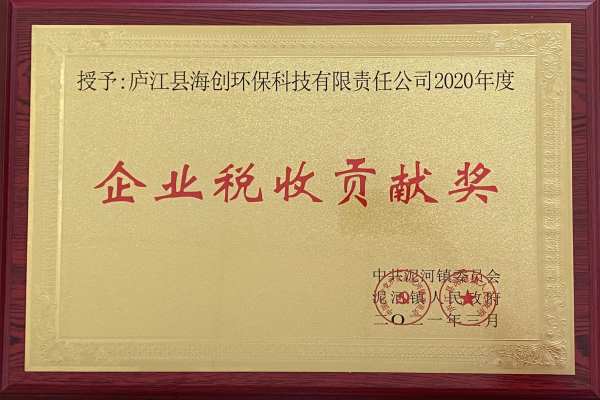 授予:庐江县海创环保科技有限责任公司2020年度
企业税收贡献奖
中共泥河镇委员会
泥河镇人民政府
二〇二一年三月